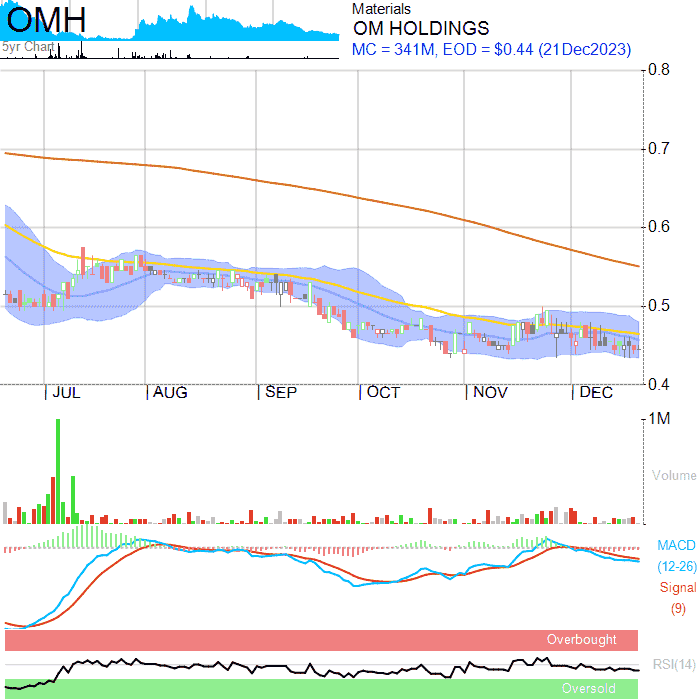 OMH
5yr Chart
Materials
OM HOLDINGS
MC = 341M, EOD = $0.44 (21Dec2023)
0.8
0.7
0.6
0.5
0.4
JUL AUG SEP OCT NOV DEC
1M
Volume
MACD
(12-26)
Signal
(9)
Overbought
RSI(14)
Oversold